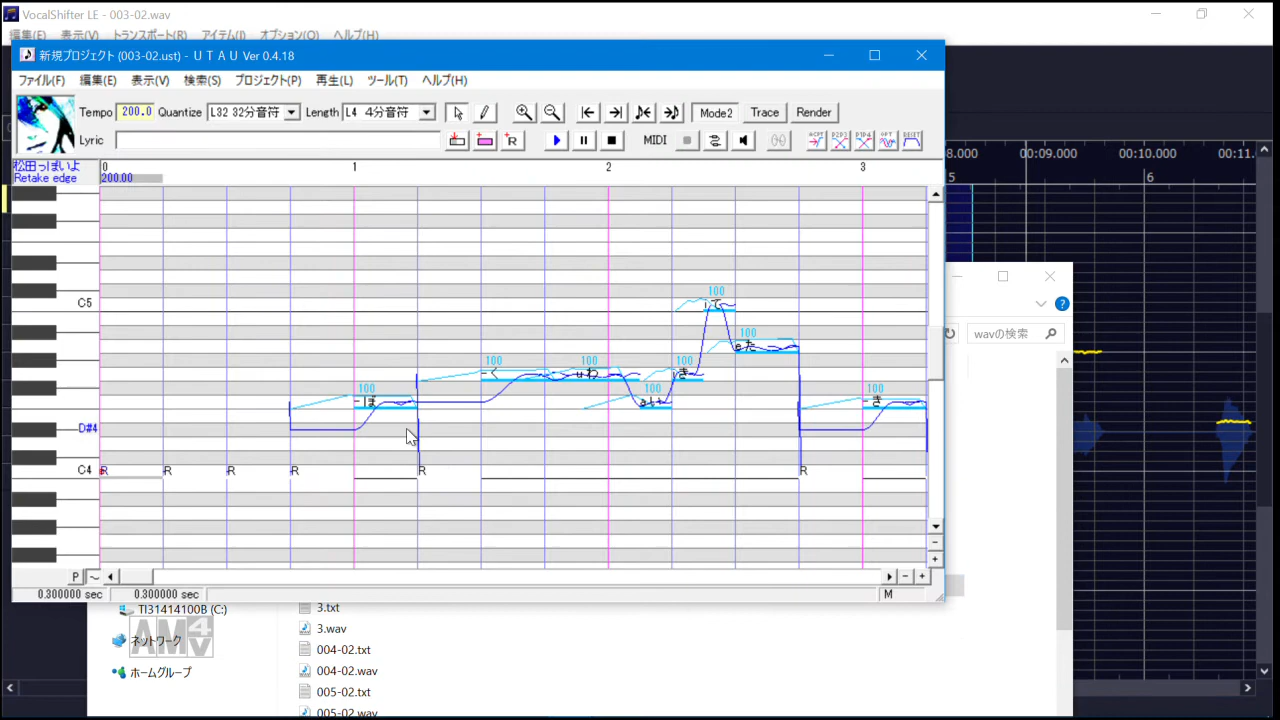 VocalShifter LE - 003-02.wav
編集(E) 表示(V) トランスポート(R) アイテム(I) オプション(O) ヘルプ(H)
新規プロジェクト (003-02.ust) - U T A U Ver 0.4.18
ファイル(F) 編集(E) 表示(V) 検索(S) プロジェクト(P) 再生(L) ツール(T) ヘルプ(H)
Tempo 200.0 Quantize L32 32分音符 Length L4 4分音符 Mode2 Trace Render
Lyric R MIDI
松田っぽいよ 0 1 2 3
Retake edge 200.00
8.000 00:09.000 00:10.000 00:11.
5 6
100
C5 て
100
た
100 100 100
- く u わ き
100 100 100
- ぼ - き
D#4
C4 R R R R R R
wavの検索
P
0.300000 sec 0.300000 sec M
TI31414100B (C:) 3.txt
ネットワーク 3.wav
AM4V
004-02.txt
ホームグループ 004-02.wav
005-02.txt
005-02.wav